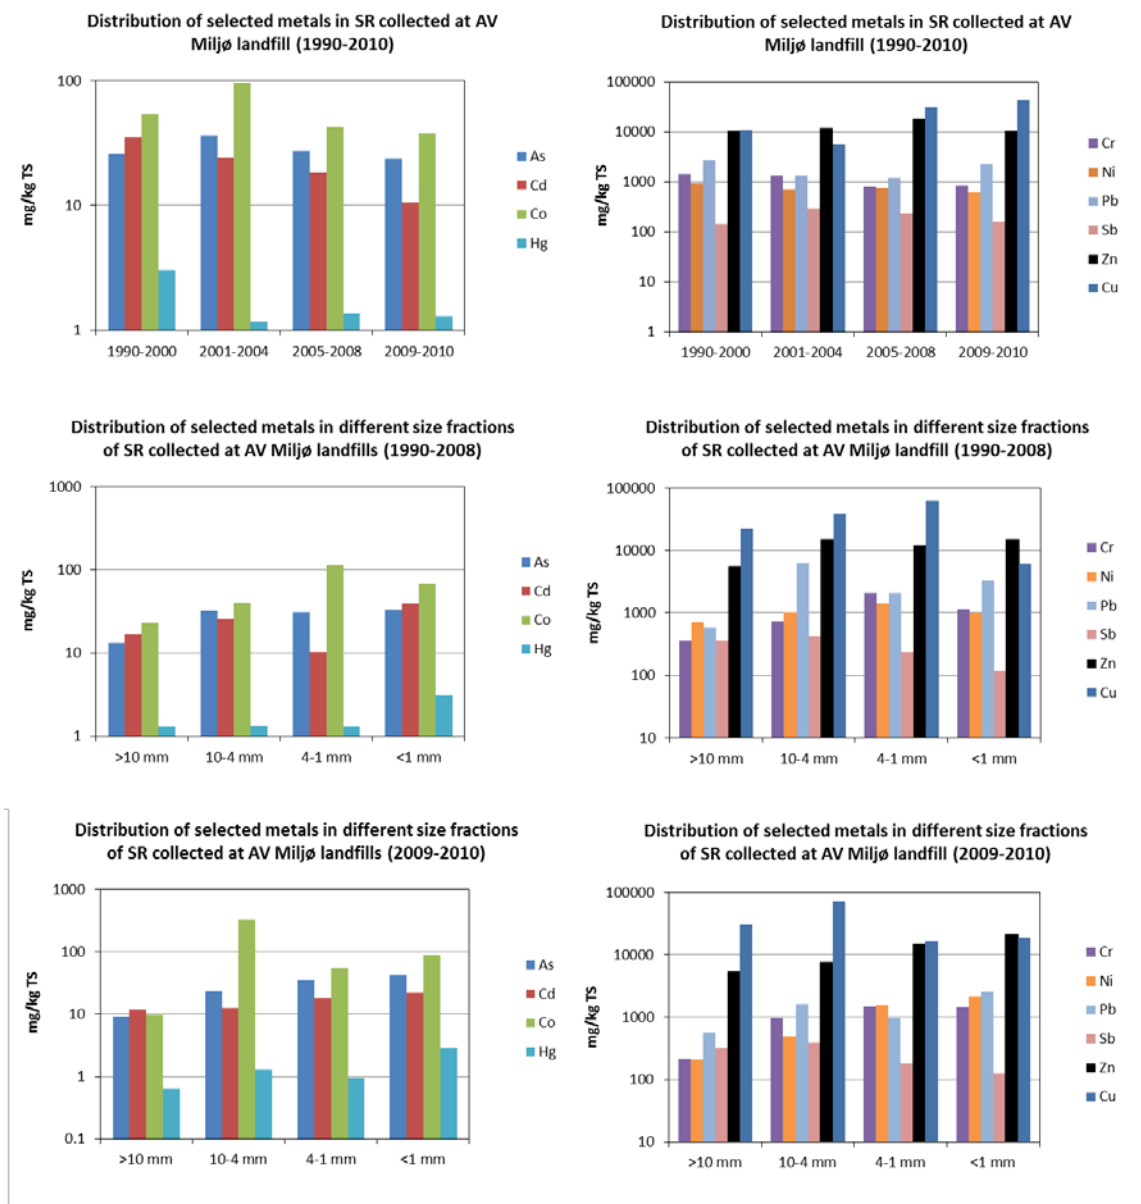 Distribution of selected metals in SR collected at AV
Miljø landfill (1990-2010)
mg/kg TS
100
10
1
1990-2000 2001-2004 2005-2008 2009-2010
As
Cd
Co
Hg
Distribution of selected metals in SR collected at AV
Miljø landfill (1990-2010)
mg/kg TS
100000
10000
1000
100
10
1
1990-2000 2001-2004 2005-2008 2009-2010
Cr
Ni
Pb
Sb
Zn
Cu
Distribution of selected metals in different size fractions
of SR collected at AV Miljø landfills (1990-2008)
mg/kg TS
1000
100
10
1
>10 mm 10-4 mm 4-1 mm <1 mm
As
Cd
Co
Hg
Distribution of selected metals in different size fractions
of SR collected at AV Miljø landfill (1990-2008)
mg/kg TS
100000
10000
1000
100
10
>10 mm 10-4 mm 4-1 mm <1 mm
Cr
Ni
Pb
Sb
Zn
Cu
Distribution of selected metals in different size fractions
of SR collected at AV Miljø landfills (2009-2010)
mg/kg TS
1000
100
10
1
0.1
>10 mm 10-4 mm 4-1 mm <1 mm
As
Cd
Co
Hg
Distribution of selected metals in different size fractions
of SR collected at AV Miljø landfill (2009-2010)
mg/kg TS
100000
10000
1000
100
10
>10 mm 10-4 mm 4-1 mm <1 mm
Cr
Ni
Pb
Sb
Zn
Cu